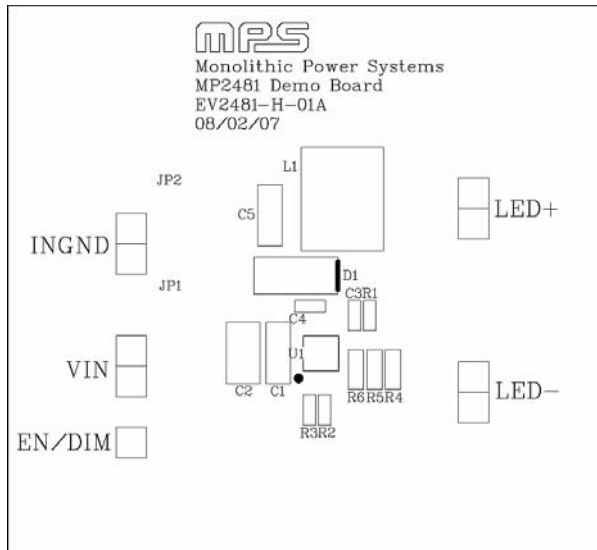 MPS
Monolithic Power Systems
MP2481 Demo Board
EV2481-H-01A
08/02/07
L1
JP2
C5
LED+
INGND
D1
JP1
C3R1
C4
U1
VIN
C2 C1
R6R5R4
LED-
R3R2
EN/DIM